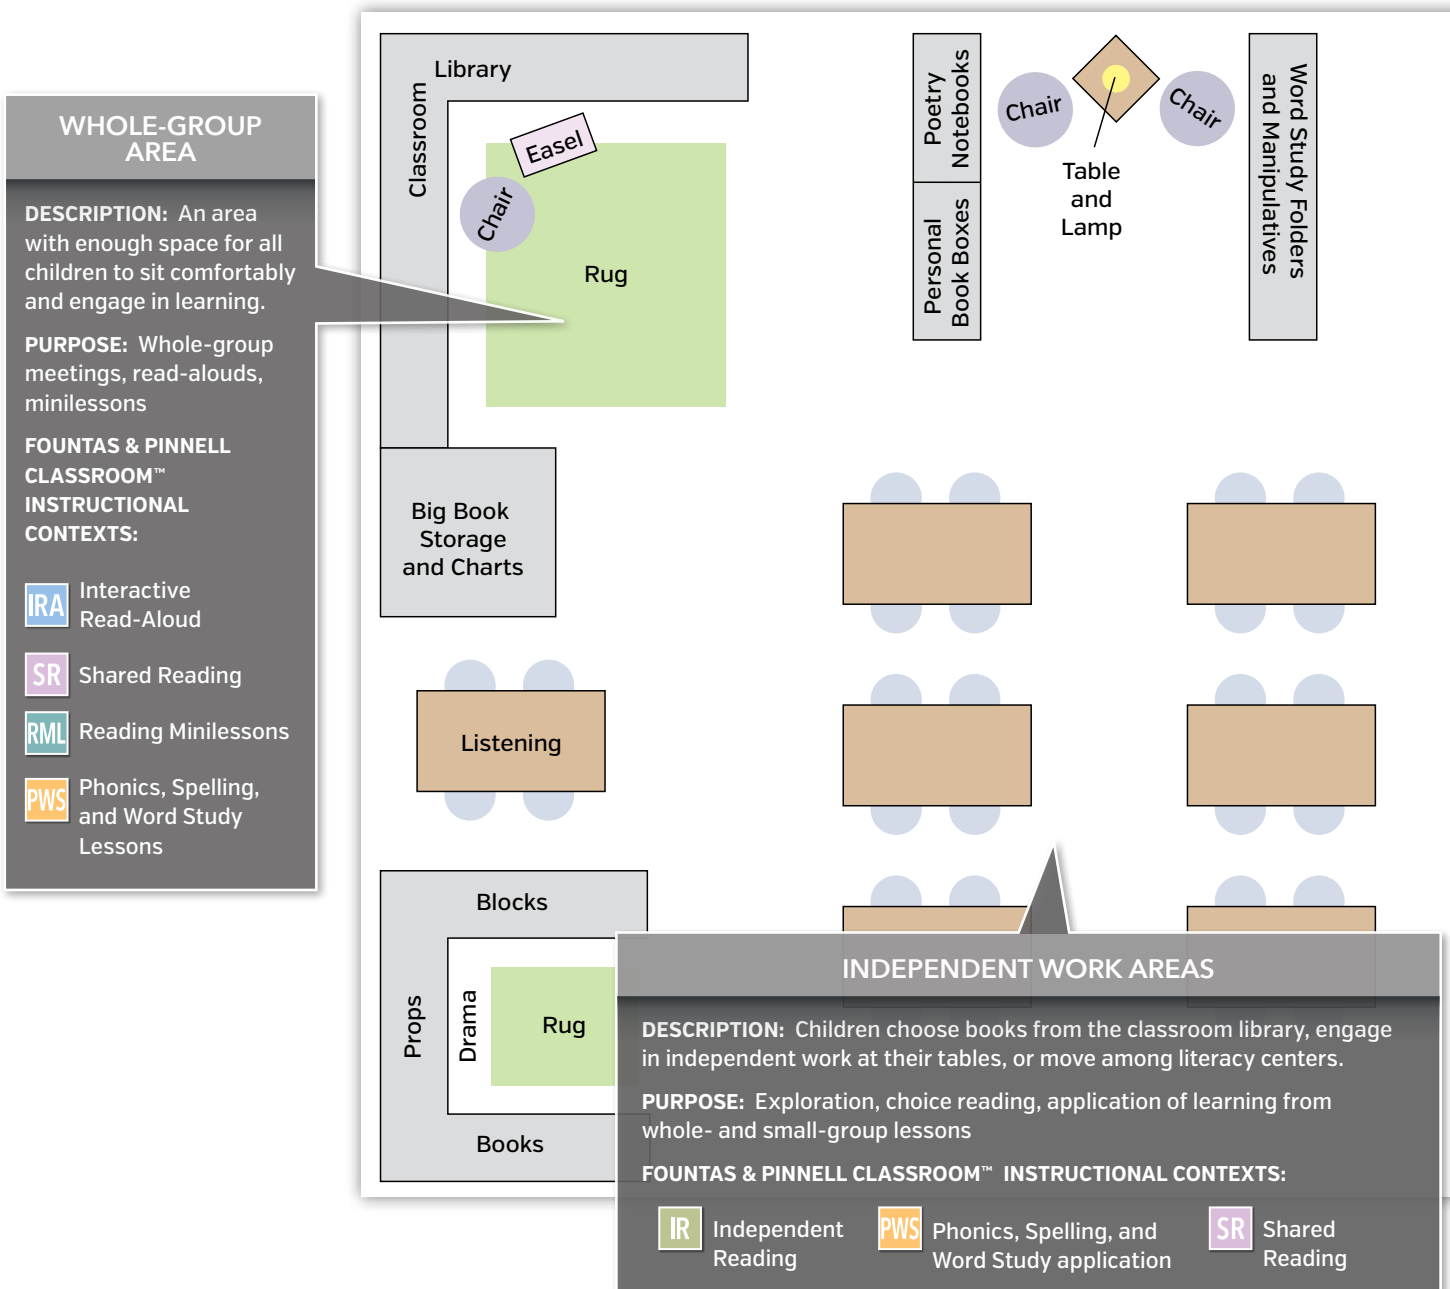 WHOLE-GROUP
AREA
DESCRIPTION: An area
with enough space for all
children to sit comfortably
and engage in learning.
PURPOSE: Whole-group
meetings, read-alouds,
minilessons
FOUNTAS & PINNELL
CLASSROOM™
INSTRUCTIONAL
CONTEXTS:
IRA Interactive
Read-Aloud
SR Shared Reading
RML Reading Minilessons
PWS Phonics, Spelling,
and Word Study
Lessons
Library
Classroom
Easel
Chair
Rug
Big Book
Storage
and Charts
Listening
Blocks
Props
Drama
Rug
Books
Poetry
Notebooks
Personal
Book Boxes
Chair
Table
and
Lamp
Chair
Word Study Folders
and Manipulatives
INDEPENDENT WORK AREAS
DESCRIPTION: Children choose books from the classroom library, engage
in independent work at their tables, or move among literacy centers.
PURPOSE: Exploration, choice reading, application of learning from
whole- and small-group lessons
FOUNTAS & PINNELL CLASSROOM™ INSTRUCTIONAL CONTEXTS:
IR Independent
Reading
PWS Phonics, Spelling, and
Word Study application
SR Shared
Reading